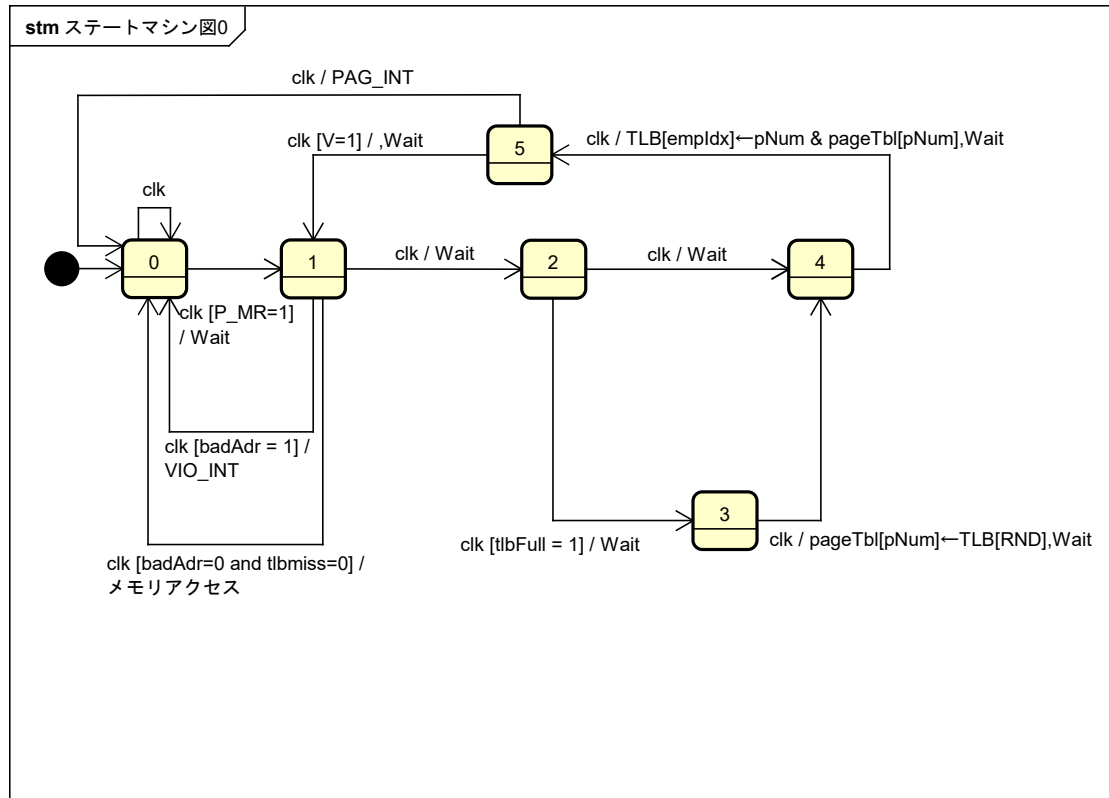 stm ステートマシン図0
clk / PAG_INT
clk [V=1] / ,Wait
5
clk / TLB[empIdx]←pNum & pageTbl[pNum],Wait
clk
0
1
clk / Wait
2
clk / Wait
4
clk [P_MR=1]
/ Wait
clk [badAdr = 1] /
VIO_INT
3
clk [tlbFull = 1] / Wait
clk / pageTbl[pNum]←TLB[RND],Wait
clk [badAdr=0 and tlbmiss=0] /
メモリアクセス